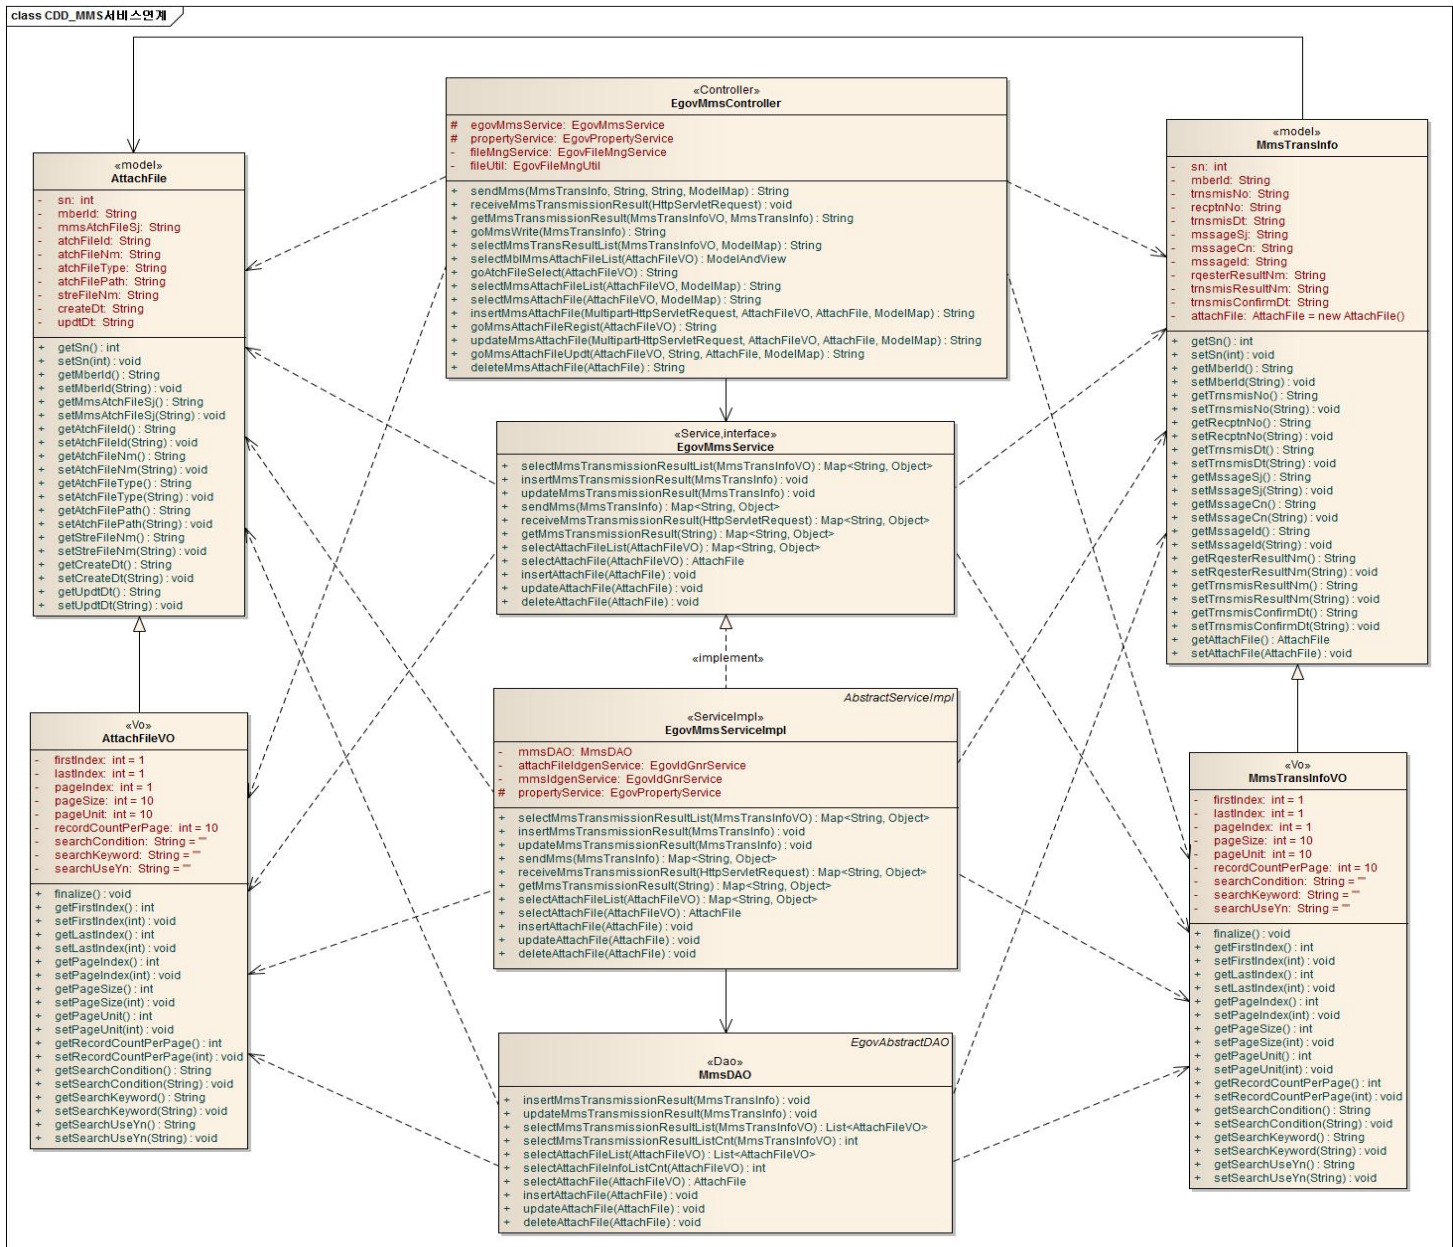 class CDD_MMS서비스연계
«Controller»
EgovMmsController
# egovMmsService: EgovMmsService
# propertyService: EgovPropertyService
- fileMngService: EgovFileMngService
- fileUtil: EgovFileMngUtil
+ sendMms(MmsTransInfo, String, String, ModelMap) : String
+ receiveMmsTransmissionResult(HttpServletRequest) : void
+ getMmsTransmissionResult(MmsTransInfoVO, MmsTransInfo) : String
+ goMmsWrite(MmsTransInfo) : String
+ selectMmsTransResultList(MmsTransInfoVO, ModelMap) : String
+ selectMblMmsAttachFileList(AttachFileVO) : ModelAndView
+ goAtchFileSelect(AttachFileVO) : String
+ selectMmsAttachFileList(AttachFileVO, ModelMap) : String
+ selectMmsAttachFile(AttachFileVO, ModelMap) : String
+ insertMmsAttachFile(MultipartHttpServletRequest, AttachFileVO, AttachFile, ModelMap) : String
+ goMmsAttachFileRegist(AttachFileVO) : String
+ updateMmsAttachFile(MultipartHttpServletRequest, AttachFileVO, AttachFile, ModelMap) : String
+ goMmsAttachFileUpdt(AttachFileVO, String, AttachFile, ModelMap) : String
+ deleteMmsAttachFile(AttachFile) : String
«model»
AttachFile
- sn: int
- mberId: String
- mmsAtchFileSj: String
- atchFileId: String
- atchFileNm: String
- atchFileType: String
- atchFilePath: String
- streFileNm: String
- createDt: String
- updtDt: String
+ getSn() : int
+ setSn(int) : void
+ getMberId() : String
+ setMberId(String) : void
+ getMmsAtchFileSj() : String
+ setMmsAtchFileSj(String) : void
+ getAtchFileId() : String
+ setAtchFileId(String) : void
+ getAtchFileNm() : String
+ setAtchFileNm(String) : void
+ getAtchFileType() : String
+ setAtchFileType(String) : void
+ getAtchFilePath() : String
+ setAtchFilePath(String) : void
+ getStreFileNm() : String
+ setStreFileNm(String) : void
+ getCreateDt() : String
+ setCreateDt(String) : void
+ getUpdtDt() : String
+ setUpdtDt(String) : void
«model»
MmsTransInfo
- sn: int
- mberId: String
- trnsmisNo: String
- recptnNo: String
- trnsmisDt: String
- mssageSj: String
- mssageCn: String
- mssageId: String
- rqesterResultNm: String
- trnsmisResultNm: String
- trnsmisConfirmDt: String
- attachFile: AttachFile = new AttachFile()
+ getSn() : int
+ setSn(int) : void
+ getMberId() : String
+ setMberId(String) : void
+ getTrnsmisNo() : String
+ setTrnsmisNo(String) : void
+ getRecptnNo() : String
+ setRecptnNo(String) : void
+ getTrnsmisDt() : String
+ setTrnsmisDt(String) : void
+ getMssageSj() : String
+ setMssageSj(String) : void
+ getMssageCn() : String
+ setMssageCn(String) : void
+ getMssageId() : String
+ setMssageId(String) : void
+ getRqesterResultNm() : String
+ setRqesterResultNm(String) : void
+ getTrnsmisResultNm() : String
+ setTrnsmisResultNm(String) : void
+ getTrnsmisConfirmDt() : String
+ setTrnsmisConfirmDt(String) : void
+ getAttachFile() : AttachFile
+ setAttachFile(AttachFile) : void
«Service,interface»
EgovMmsService
+ selectMmsTransmissionResultList(MmsTransInfoVO) : Map<String, Object>
+ insertMmsTransmissionResult(MmsTransInfo) : void
+ updateMmsTransmissionResult(MmsTransInfo) : void
+ sendMms(MmsTransInfo) : Map<String, Object>
+ receiveMmsTransmissionResult(HttpServletRequest) : Map<String, Object>
+ getMmsTransmissionResult(String) : Map<String, Object>
+ selectAttachFileList(AttachFileVO) : Map<String, Object>
+ selectAttachFile(AttachFileVO) : AttachFile
+ insertAttachFile(AttachFile) : void
+ updateAttachFile(AttachFile) : void
+ deleteAttachFile(AttachFile) : void
«implement»
AbstractServiceImpl
«ServiceImpl»
EgovMmsServiceImpl
- mmsDAO: MmsDAO
- attachFileIdgenService: EgovIdGnrService
- mmsIdgenService: EgovIdGnrService
# propertyService: EgovPropertyService
+ selectMmsTransmissionResultList(MmsTransInfoVO) : Map<String, Object>
+ insertMmsTransmissionResult(MmsTransInfo) : void
+ updateMmsTransmissionResult(MmsTransInfo) : void
+ sendMms(MmsTransInfo) : Map<String, Object>
+ receiveMmsTransmissionResult(HttpServletRequest) : Map<String, Object>
+ getMmsTransmissionResult(String) : Map<String, Object>
+ selectAttachFileList(AttachFileVO) : Map<String, Object>
+ selectAttachFile(AttachFileVO) : AttachFile
+ insertAttachFile(AttachFile) : void
+ updateAttachFile(AttachFile) : void
+ deleteAttachFile(AttachFile) : void
«Vo»
AttachFileVO
- firstIndex: int = 1
- lastIndex: int = 1
- pageIndex: int = 1
- pageSize: int = 10
- pageUnit: int = 10
- recordCountPerPage: int = 10
- searchCondition: String = ""
- searchKeyword: String = ""
- searchUseYn: String = ""
+ finalize() : void
+ getFirstIndex() : int
+ setFirstIndex(int) : void
+ getLastIndex() : int
+ setLastIndex(int) : void
+ getPageIndex() : int
+ setPageIndex(int) : void
+ getPageSize() : int
+ setPageSize(int) : void
+ getPageUnit() : int
+ setPageUnit(int) : void
+ getRecordCountPerPage() : int
+ setRecordCountPerPage(int) : void
+ getSearchCondition() : String
+ setSearchCondition(String) : void
+ getSearchKeyword() : String
+ setSearchKeyword(String) : void
+ getSearchUseYn() : String
+ setSearchUseYn(String) : void
«Vo»
MmsTransInfoVO
- firstIndex: int = 1
- lastIndex: int = 1
- pageIndex: int = 1
- pageSize: int = 10
- pageUnit: int = 10
- recordCountPerPage: int = 10
- searchCondition: String = ""
- searchKeyword: String = ""
- searchUseYn: String = ""
+ finalize() : void
+ getFirstIndex() : int
+ setFirstIndex(int) : void
+ getLastIndex() : int
+ setLastIndex(int) : void
+ getPageIndex() : int
+ setPageIndex(int) : void
+ getPageSize() : int
+ setPageSize(int) : void
+ getPageUnit() : int
+ setPageUnit(int) : void
+ getRecordCountPerPage() : int
+ setRecordCountPerPage(int) : void
+ getSearchCondition() : String
+ setSearchCondition(String) : void
+ getSearchKeyword() : String
+ setSearchKeyword(String) : void
+ getSearchUseYn() : String
+ setSearchUseYn(String) : void
EgovAbstractDAO
«Dao»
MmsDAO
+ insertMmsTransmissionResult(MmsTransInfo) : void
+ updateMmsTransmissionResult(MmsTransInfo) : void
+ selectMmsTransmissionResultList(MmsTransInfoVO) : List<AttachFileVO>
+ selectMmsTransmissionResultListCnt(MmsTransInfoVO) : int
+ selectAttachFileList(AttachFileVO) : List<AttachFileVO>
+ selectAttachFileInfoListCnt(AttachFileVO) : int
+ selectAttachFile(AttachFileVO) : AttachFile
+ insertAttachFile(AttachFile) : void
+ updateAttachFile(AttachFile) : void
+ deleteAttachFile(AttachFile) : void